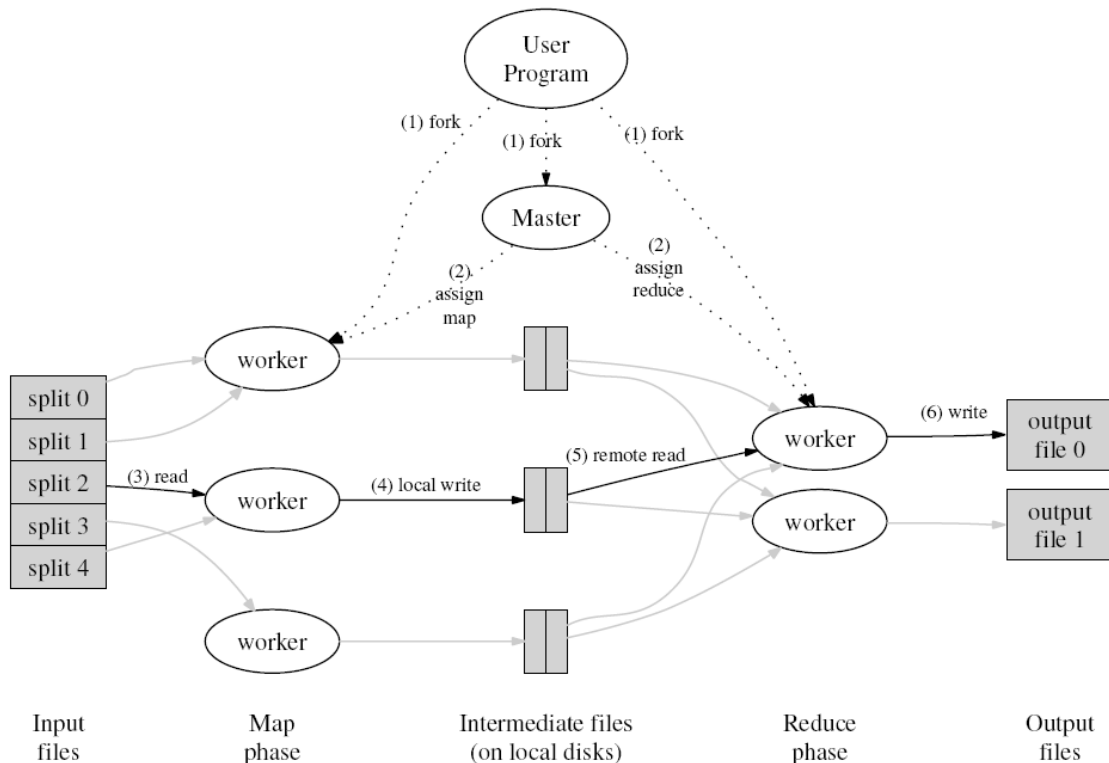 User
Program
(1) fork
(1) fork
(1) fork
Master
(2)
assign
map
(2)
assign
reduce
worker
split 0
split 1
split 2
split 3
split 4
(3) read
worker
(4) local write
(5) remote read
worker
(6) write
output
file 0
worker
output
file 1
worker
Input
files
Map
phase
Intermediate files
(on local disks)
Reduce
phase
Output
files